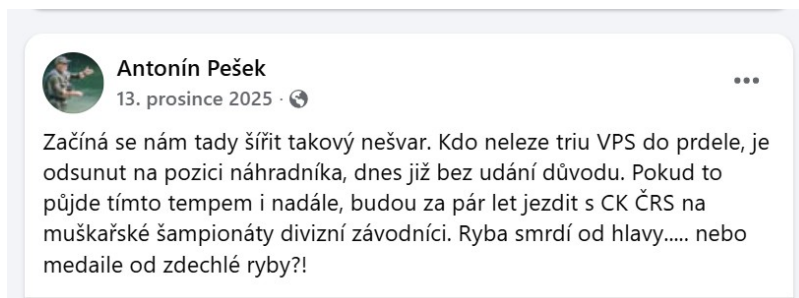 Antonín Pešek
13. prosince 2025 ·
Začíná se nám tady šířit takový nešvar. Kdo neleze triu VPS do prdele, je
odsunut na pozici náhradníka, dnes již bez udání důvodu. Pokud to
půjde tímto tempem i nadále, budou za pár let jezdit s CK ČRS na
muškařské šampionáty divizní závodníci. Ryba smrdí od hlavy..... nebo
medaile od zdechlé ryby?!